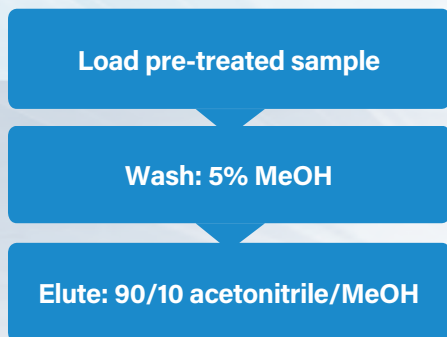 Load pre-treated sample
Wash: 5% MeOH
Elute: 90/10 acetonitrile/MeOH